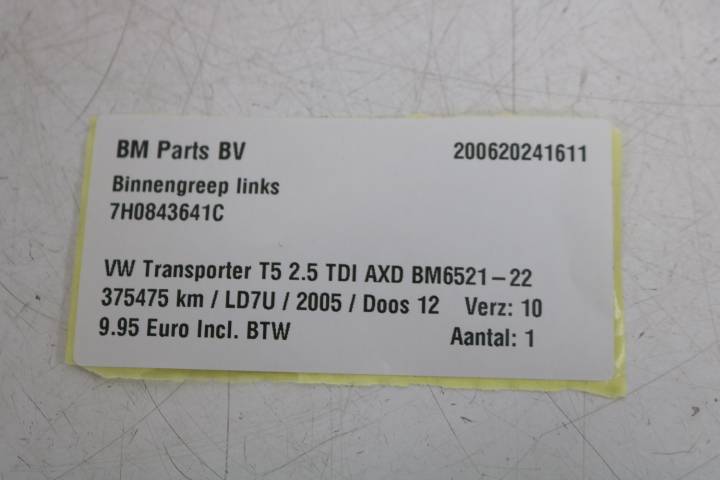 BM Parts BV 200620241611
Binnengreep links
7H0843641C
VW Transporter T5 2.5 TDI AXD BM6521-22
375475 km / LD7U / 2005 / Doos 12 Verz: 10
9.95 Euro Incl. BTW Aantal: 1